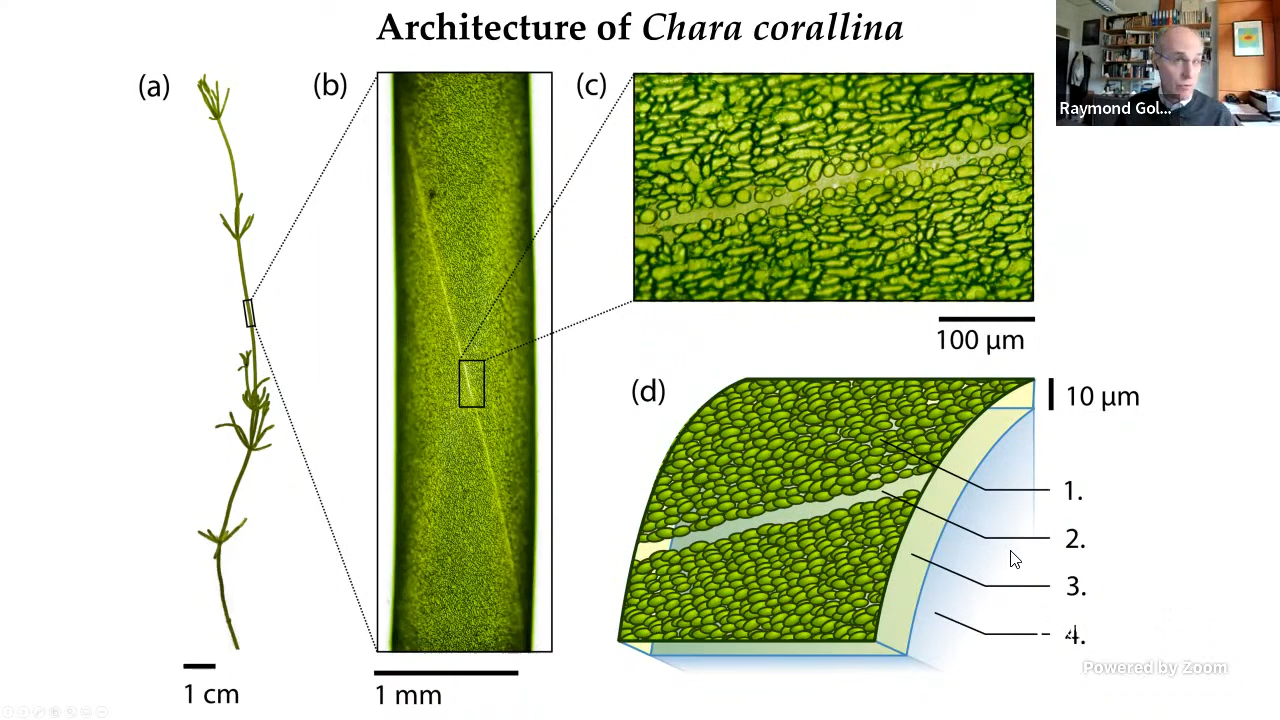 Architecture of Chara corallina
Raymond Gol...
(a)
(b)
(c)
100 µm
(d)
10 µm
1.
2.
3.
4.
1 cm
1 mm
Powered by Zoom